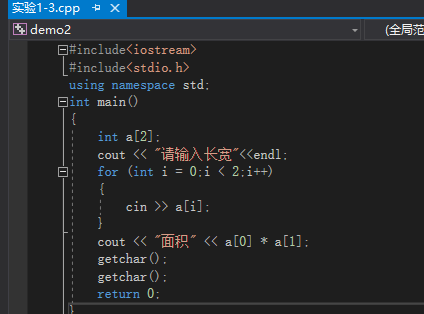 实验1-3.cpp
demo2 (全局范
#include<iostream>
#include<stdio.h>
using namespace std;
int main()
{
int a[2];
cout << "请输入长宽"<<endl;
for (int i = 0;i < 2;i++)
{
cin >> a[i];
}
cout << "面积" << a[0] * a[1];
getchar();
getchar();
return 0;
}